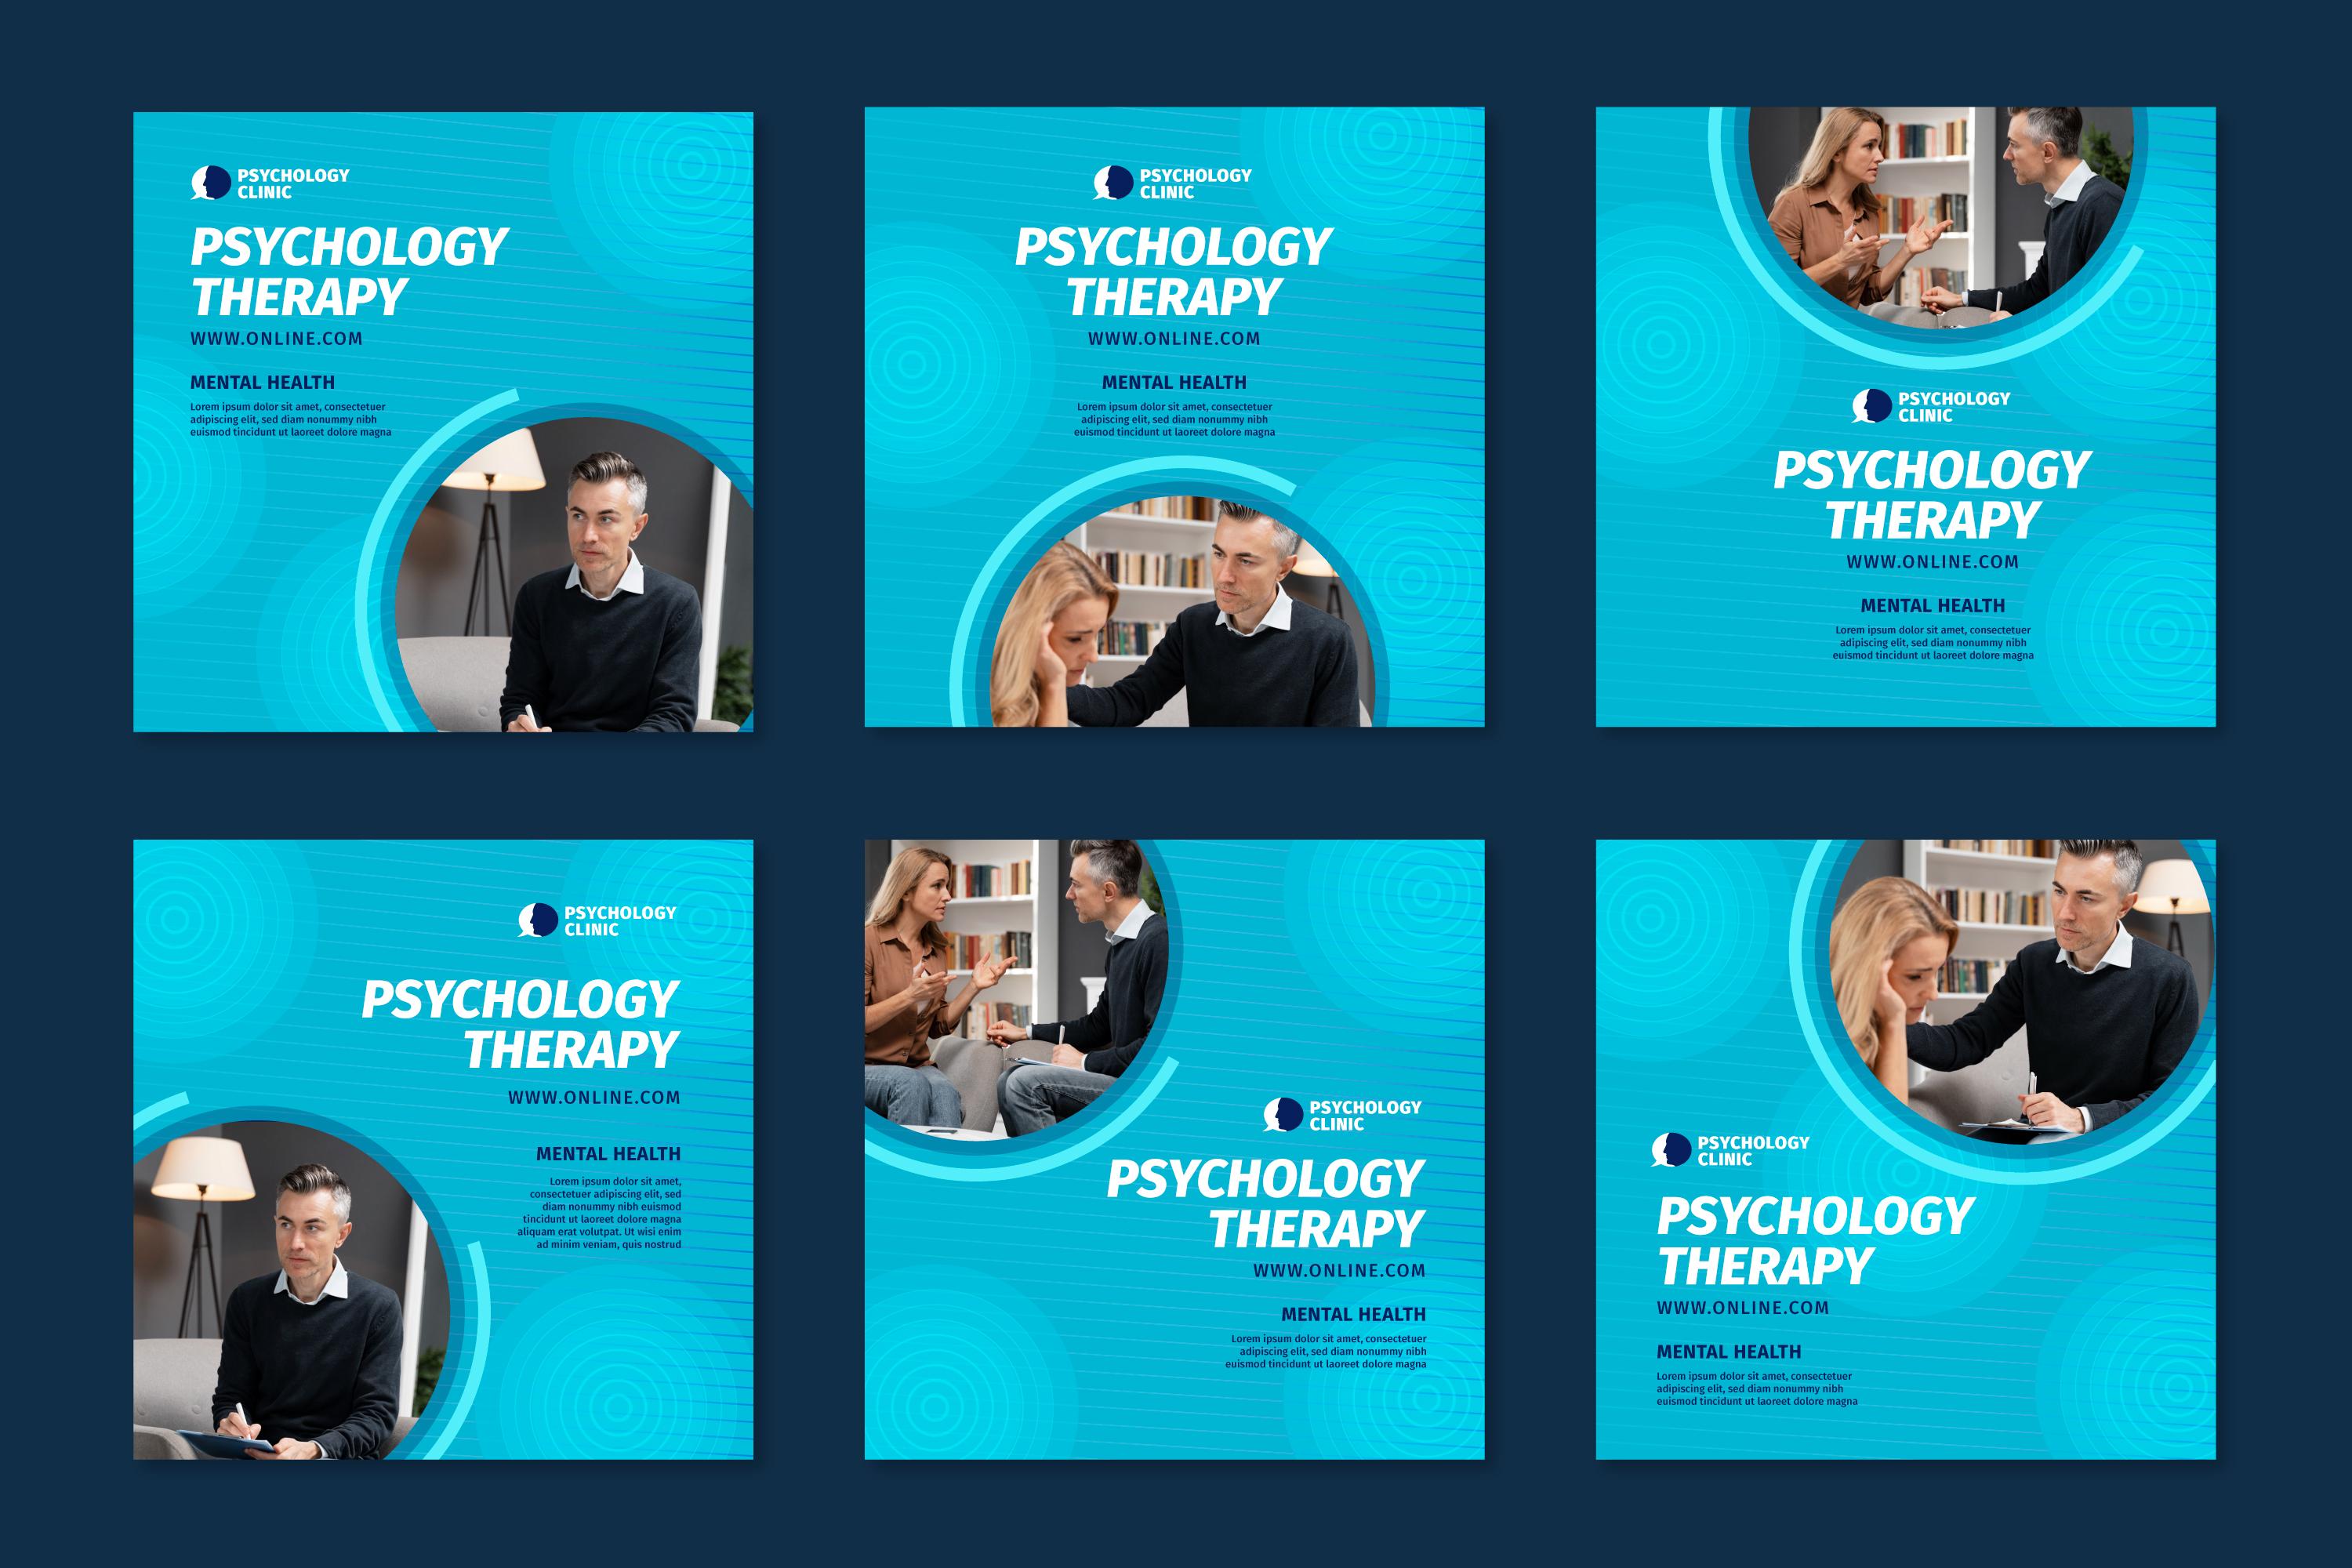 PSYCHOLOGY
CLINIC
PSYCHOLOGY
THERAPY
WWW.ONLINE.COM
MENTAL HEALTH
Lorem ipsum dolor sit amet, consectetuer
adipiscing elit, sed diam nonummy nibh
euismod tincidunt ut laoreet dolore magna
PSYCHOLOGY
CLINIC
PSYCHOLOGY
THERAPY
WWW.ONLINE.COM
MENTAL HEALTH
Lorem ipsum dolor sit amet, consectetuer
adipiscing elit, sed diam nonummy nibh
euismod tincidunt ut laoreet dolore magna
PSYCHOLOGY
CLINIC
PSYCHOLOGY
THERAPY
WWW.ONLINE.COM
MENTAL HEALTH
Lorem ipsum dolor sit amet, consectetuer
adipiscing elit, sed diam nonummy nibh
euismod tincidunt ut laoreet dolore magna
PSYCHOLOGY
CLINIC
PSYCHOLOGY
THERAPY
WWW.ONLINE.COM
MENTAL HEALTH
Lorem ipsum dolor sit amet,
consectetuer adipiscing elit, sed
diam nonummy nibh euismod
tincidunt ut laoreet dolore magna
aliquam erat volutpat. Ut wisi enim
ad minim veniam, quis nostrud
PSYCHOLOGY
CLINIC
PSYCHOLOGY
THERAPY
WWW.ONLINE.COM
MENTAL HEALTH
Lorem ipsum dolor sit amet, consectetuer
adipiscing elit, sed diam nonummy nibh
euismod tincidunt ut laoreet dolore magna
PSYCHOLOGY
CLINIC
PSYCHOLOGY
THERAPY
WWW.ONLINE.COM
MENTAL HEALTH
Lorem ipsum dolor sit amet, consectetuer
adipiscing elit, sed diam nonummy nibh
euismod tincidunt ut laoreet dolore magna